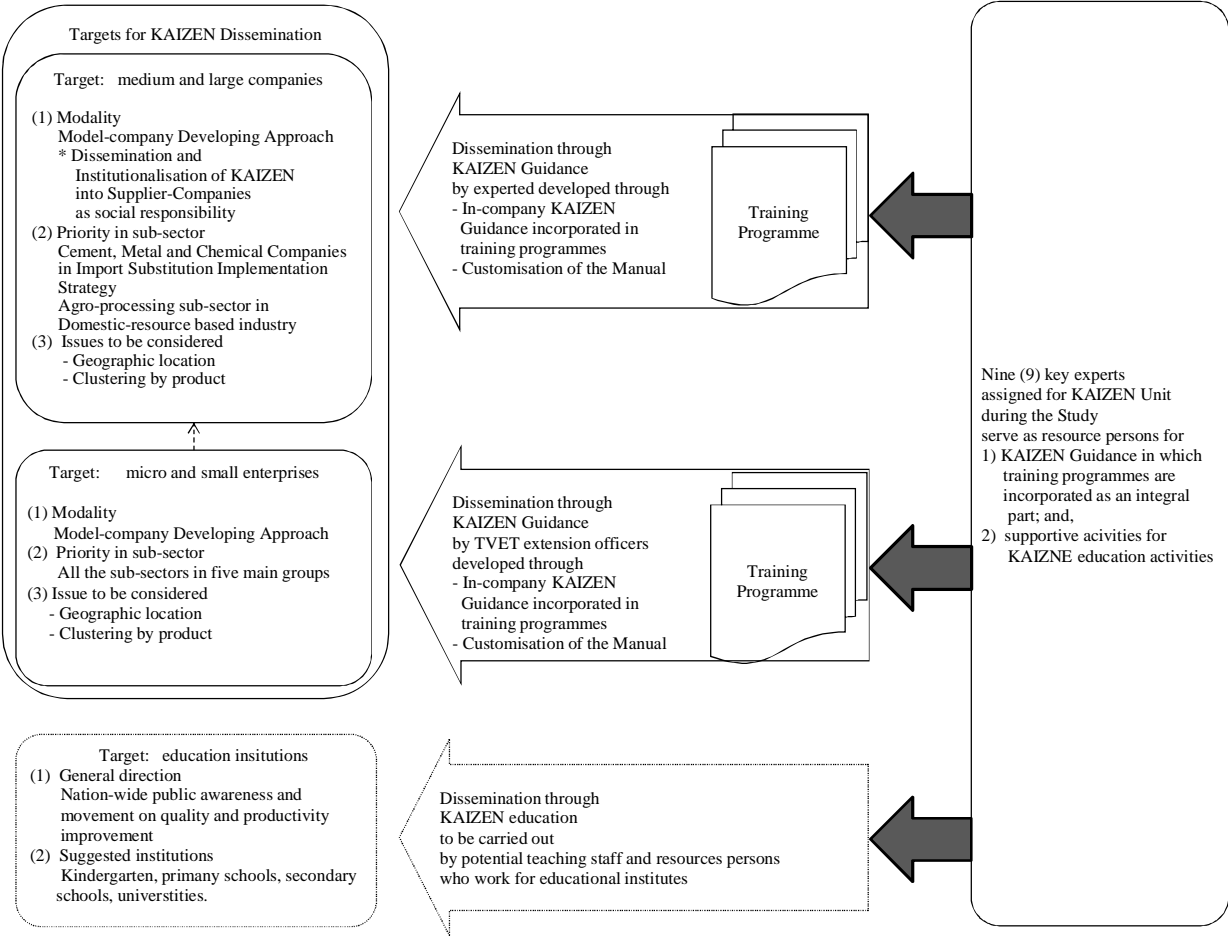 Targets for KAIZEN Dissemination
Target: medium and large companies
(1) Modality
Model-company Developing Approach
* Dissemination and
Institutionalisation of KAIZEN
into Supplier-Companies
as social responsibility
(2) Priority in sub-sector
Cement, Metal and Chemical Companies
in Import Substitution Implementation
Strategy
Agro-processing sub-sector in
Domestic-resource based industry
(3) Issues to be considered
- Geographic location
- Clustering by product
Target: micro and small enterprises
(1) Modality
Model-company Developing Approach
(2) Priority in sub-sector
All the sub-sectors in five main groups
(3) Issue to be considered
- Geographic location
- Clustering by product
Target: education insitutions
(1) General direction
Nation-wide public awareness and
movement on quality and productivity
improvement
(2) Suggested institutions
Kindergarten, primany schools, secondary
schools, universtities.
Dissemination through
KAIZEN Guidance
by experted developed through
- In-company KAIZEN
Guidance incorporated in
training programmes
- Customisation of the Manual
Training
Programme
Dissemination through
KAIZEN Guidance
by TVET extension officers
developed through
- In-company KAIZEN
Guidance incorporated in
training programmes
- Customisation of the Manual
Training
Programme
Dissemination through
KAIZEN education
to be carried out
by potential teaching staff and resources persons
who work for educational institutes
Nine (9) key experts
assigned for KAIZEN Unit
during the Study
serve as resource persons for
1) KAIZEN Guidance in which
training programmes are
incorporated as an integral
part; and,
2) supportive acivities for
KAIZNE education activities